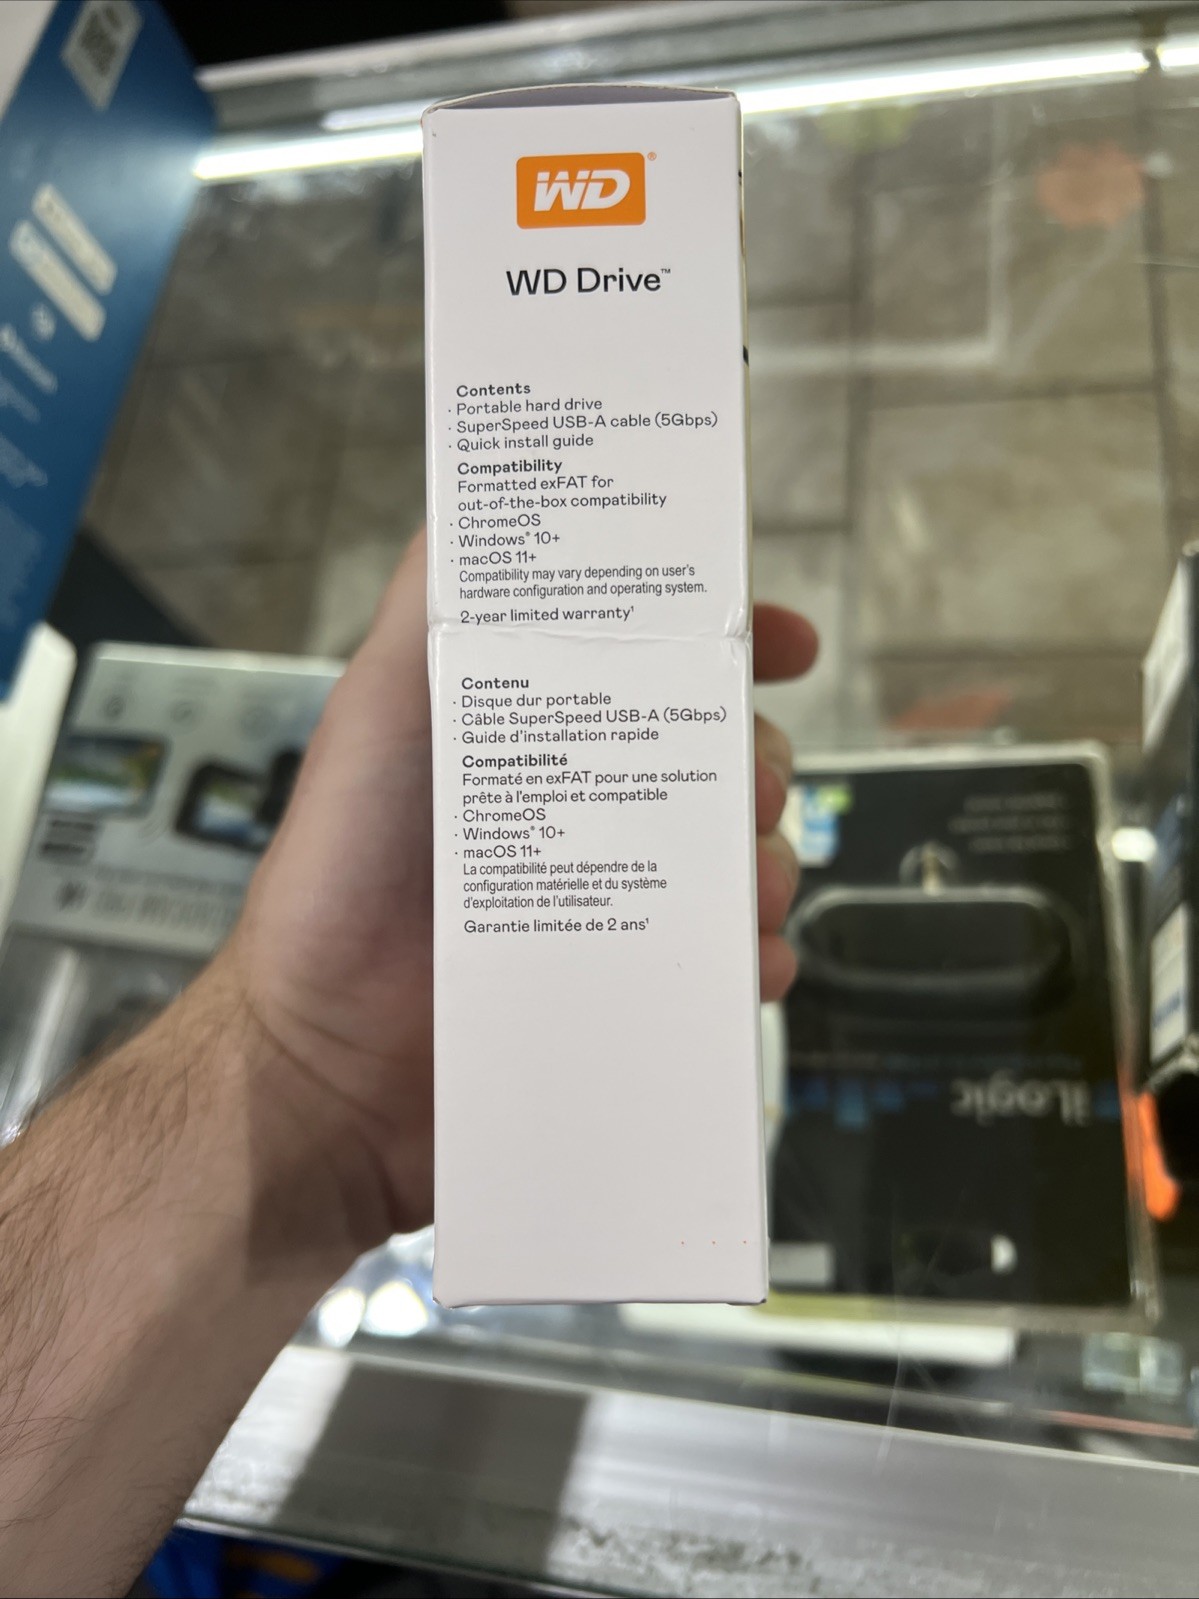 WD®
WD Drive™
Contents
· Portable hard drive
· SuperSpeed USB-A cable (5Gbps)
· Quick install guide
Compatibility
Formatted exFAT for
out-of-the-box compatibility
· ChromeOS
· Windows® 10+
· macOS 11+
Compatibility may vary depending on user's
hardware configuration and operating system.
2-year limited warranty¹
Contenu
· Disque dur portable
· Câble SuperSpeed USB-A (5Gbps)
· Guide d'installation rapide
Compatibilité
Formaté en exFAT pour une solution
prête à l'emploi et compatible
· ChromeOS
· Windows® 10+
· macOS 11+
La compatibilité peut dépendre de la
configuration matérielle et du système
d'exploitation de l'utilisateur.
Garantie limitée de 2 ans¹
iLogic